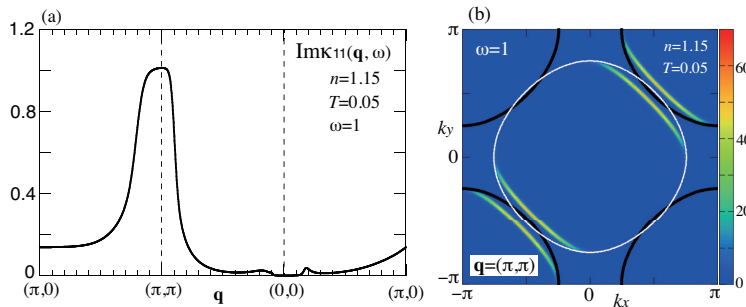 (a)
Imκ₁₁(q, ω)
n=1.15
T=0.05
ω=1
1.2
0.8
0.4
0
(π,0)
(π,π)
q
(0,0)
(π,0)
(b)
π
ky
0
-π
ω=1
n=1.15
T=0.05
q=(π,π)
-π
0
kx
π
60
40
20
0